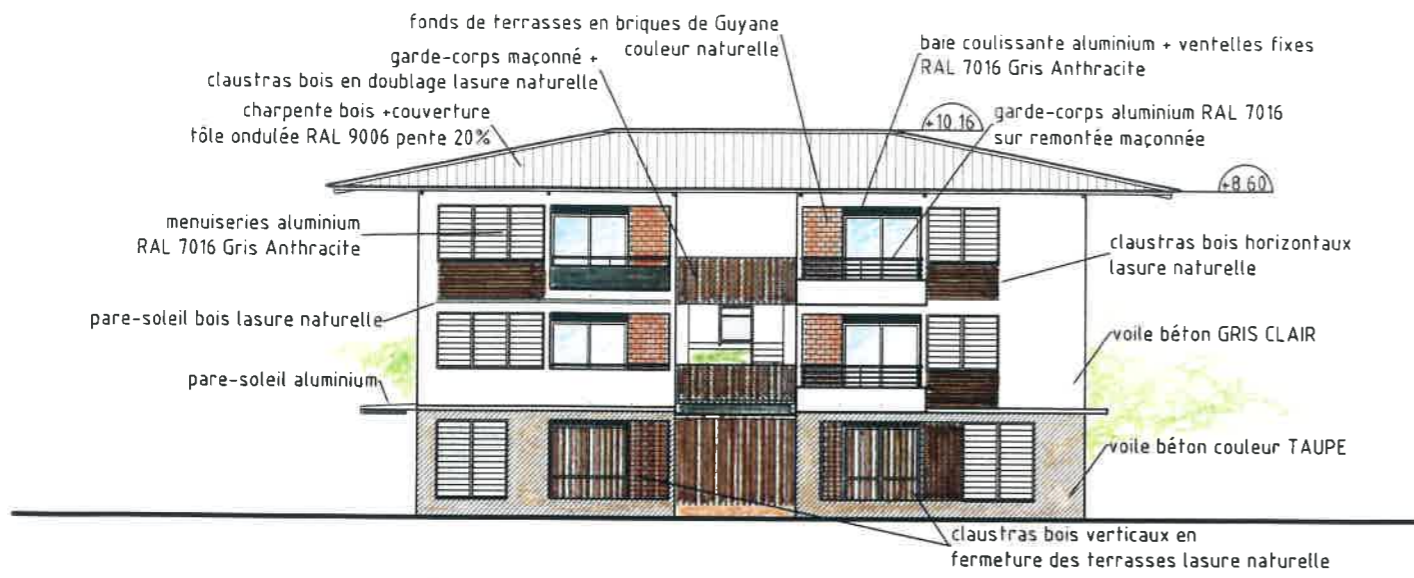 fonds de terrasses en briques de Guyane
couleur naturelle
garde-corps maçonné +
claustras bois en doublage lasure naturelle
charpente bois +couverture
tôle ondulée RAL 9006 pente 20%
menuiseries aluminium
RAL 7016 Gris Anthracite
pare-soleil bois lasure naturelle
pare-soleil aluminium
baie coulissante aluminium + ventelles fixes
RAL 7016 Gris Anthracite
+10.16
garde-corps aluminium RAL 7016
sur remontée maçonnée
+8.60
claustras bois horizontaux
lasure naturelle
voile béton GRIS CLAIR
voile béton couleur TAUPE
claustras bois verticaux en
fermeture des terrasses lasure naturelle